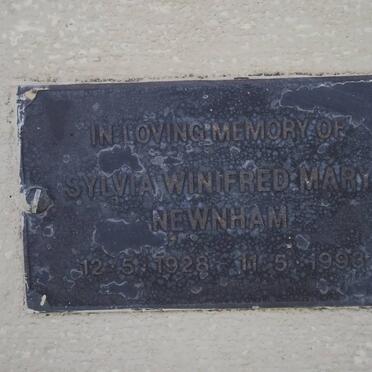 IN LOVING MEMORY OF
SYLVIA WINIFRED MARY
NEWNHAM
12·5·1928 - 11·5·1993